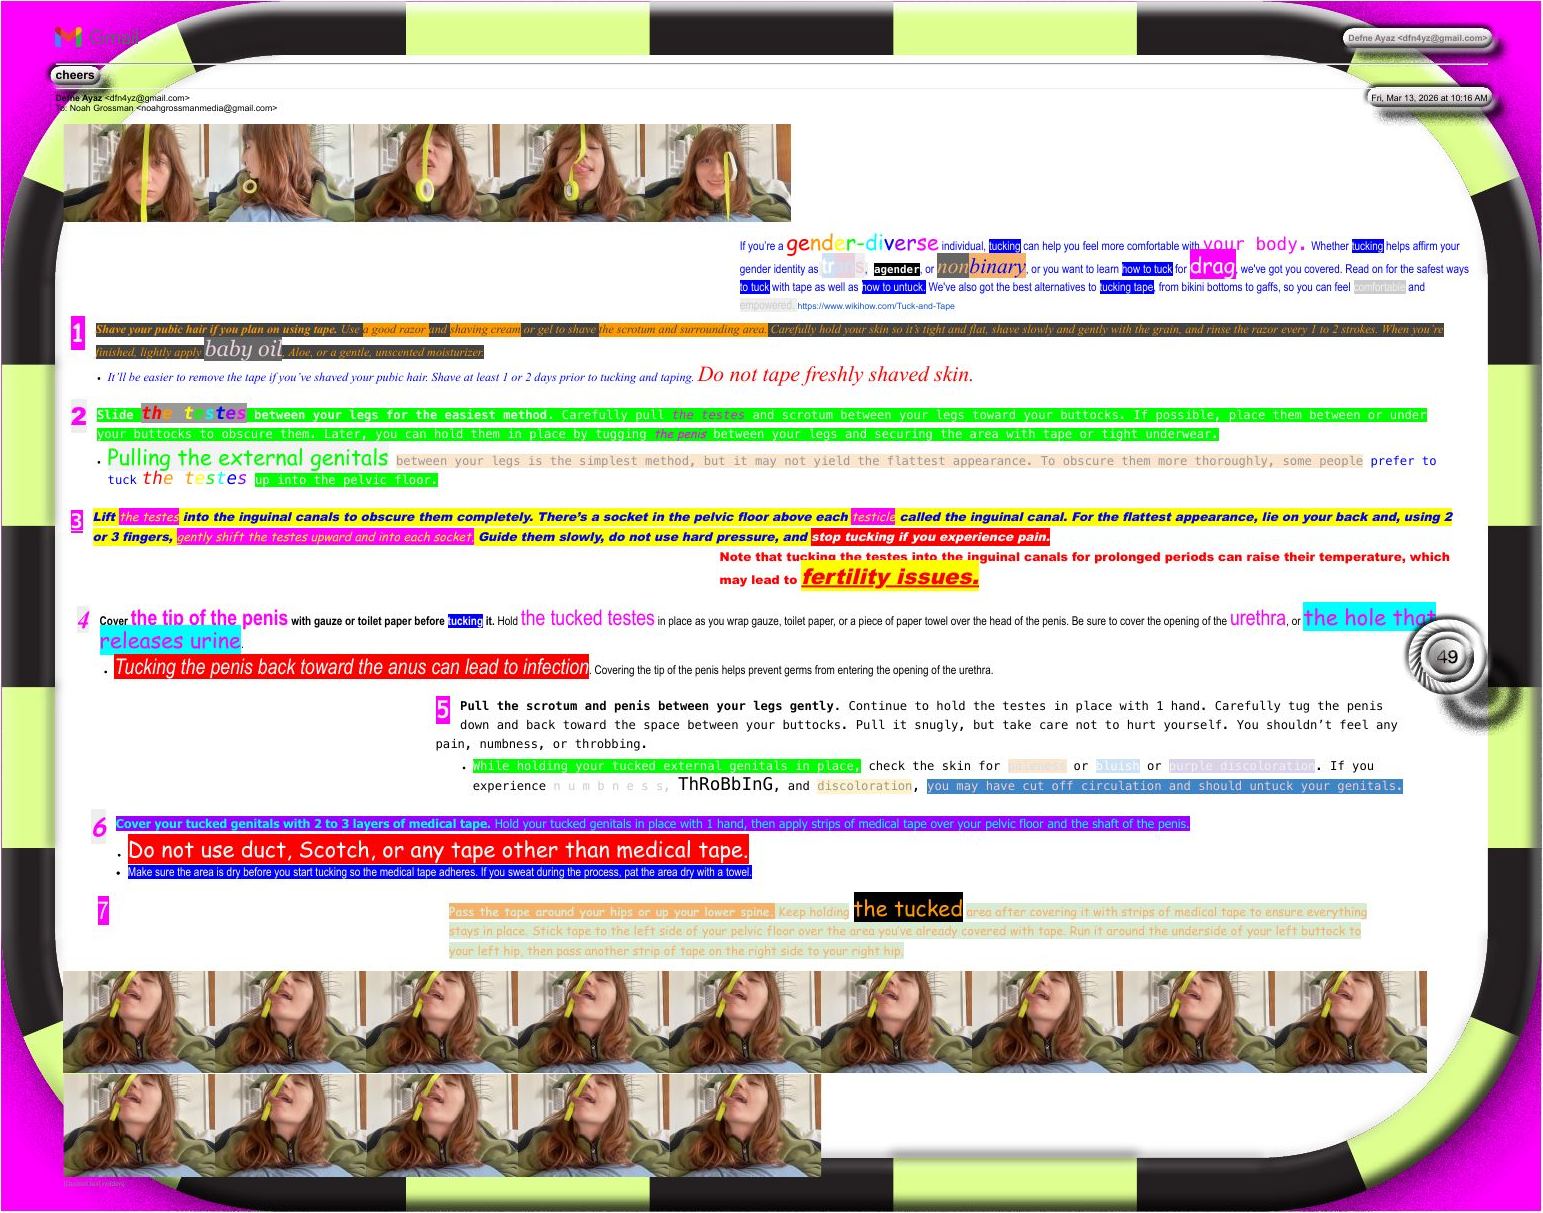 Gmail
Defne Ayaz <dfn4yz@gmail.com>
cheers
Defne Ayaz <dfn4yz@gmail.com>
To: Noah Grossman <noahgrossmanmedia@gmail.com>
Fri, Mar 13, 2026 at 10:16 AM
If you're a gender-diverse individual, tucking can help you feel more comfortable with your body. Whether tucking helps affirm your
gender identity as trans, agender, or nonbinary, or you want to learn how to tuck for drag, we've got you covered. Read on for the safest ways
to tuck with tape as well as how to untuck. We've also got the best alternatives to tucking tape, from bikini bottoms to gaffs, so you can feel comfortable and
empowered. https://www.wikihow.com/Tuck-and-Tape
1 Shave your pubic hair if you plan on using tape. Use a good razor and shaving cream or gel to shave the scrotum and surrounding area. Carefully hold your skin so it's tight and flat, shave slowly and gently with the grain, and rinse the razor every 1 to 2 strokes. When you're
finished, lightly apply baby oil, Aloe, or a gentle, unscented moisturizer.
• It'll be easier to remove the tape if you've shaved your pubic hair. Shave at least 1 or 2 days prior to tucking and taping. Do not tape freshly shaved skin.
2 Slide the testes between your legs for the easiest method. Carefully pull the testes and scrotum between your legs toward your buttocks. If possible, place them between or under
your buttocks to obscure them. Later, you can hold them in place by tugging the penis between your legs and securing the area with tape or tight underwear.
• Pulling the external genitals between your legs is the simplest method, but it may not yield the flattest appearance. To obscure them more thoroughly, some people prefer to
tuck the testes up into the pelvic floor.
3 Lift the testes into the inguinal canals to obscure them completely. There's a socket in the pelvic floor above each testicle called the inguinal canal. For the flattest appearance, lie on your back and, using 2
or 3 fingers, gently shift the testes upward and into each socket. Guide them slowly, do not use hard pressure, and stop tucking if you experience pain.
Note that tucking the testes into the inguinal canals for prolonged periods can raise their temperature, which
may lead to fertility issues.
4 Cover the tip of the penis with gauze or toilet paper before tucking it. Hold the tucked testes in place as you wrap gauze, toilet paper, or a piece of paper towel over the head of the penis. Be sure to cover the opening of the urethra, or the hole that
releases urine.
49
• Tucking the penis back toward the anus can lead to infection. Covering the tip of the penis helps prevent germs from entering the opening of the urethra.
5 Pull the scrotum and penis between your legs gently. Continue to hold the testes in place with 1 hand. Carefully tug the penis
down and back toward the space between your buttocks. Pull it snugly, but take care not to hurt yourself. You shouldn't feel any
pain, numbness, or throbbing.
• While holding your tucked external genitals in place, check the skin for paleness or bluish or purple discoloration. If you
experience n u m b n e s s, ThRoBbInG, and discoloration, you may have cut off circulation and should untuck your genitals.
6 Cover your tucked genitals with 2 to 3 layers of medical tape. Hold your tucked genitals in place with 1 hand, then apply strips of medical tape over your pelvic floor and the shaft of the penis.
• Do not use duct, Scotch, or any tape other than medical tape.
• Make sure the area is dry before you start tucking so the medical tape adheres. If you sweat during the process, pat the area dry with a towel.
7 Pass the tape around your hips or up your lower spine. Keep holding the tucked area after covering it with strips of medical tape to ensure everything
stays in place. Stick tape to the left side of your pelvic floor over the area you've already covered with tape. Run it around the underside of your left buttock to
your left hip, then pass another strip of tape on the right side to your right hip.
[Quoted text hidden]